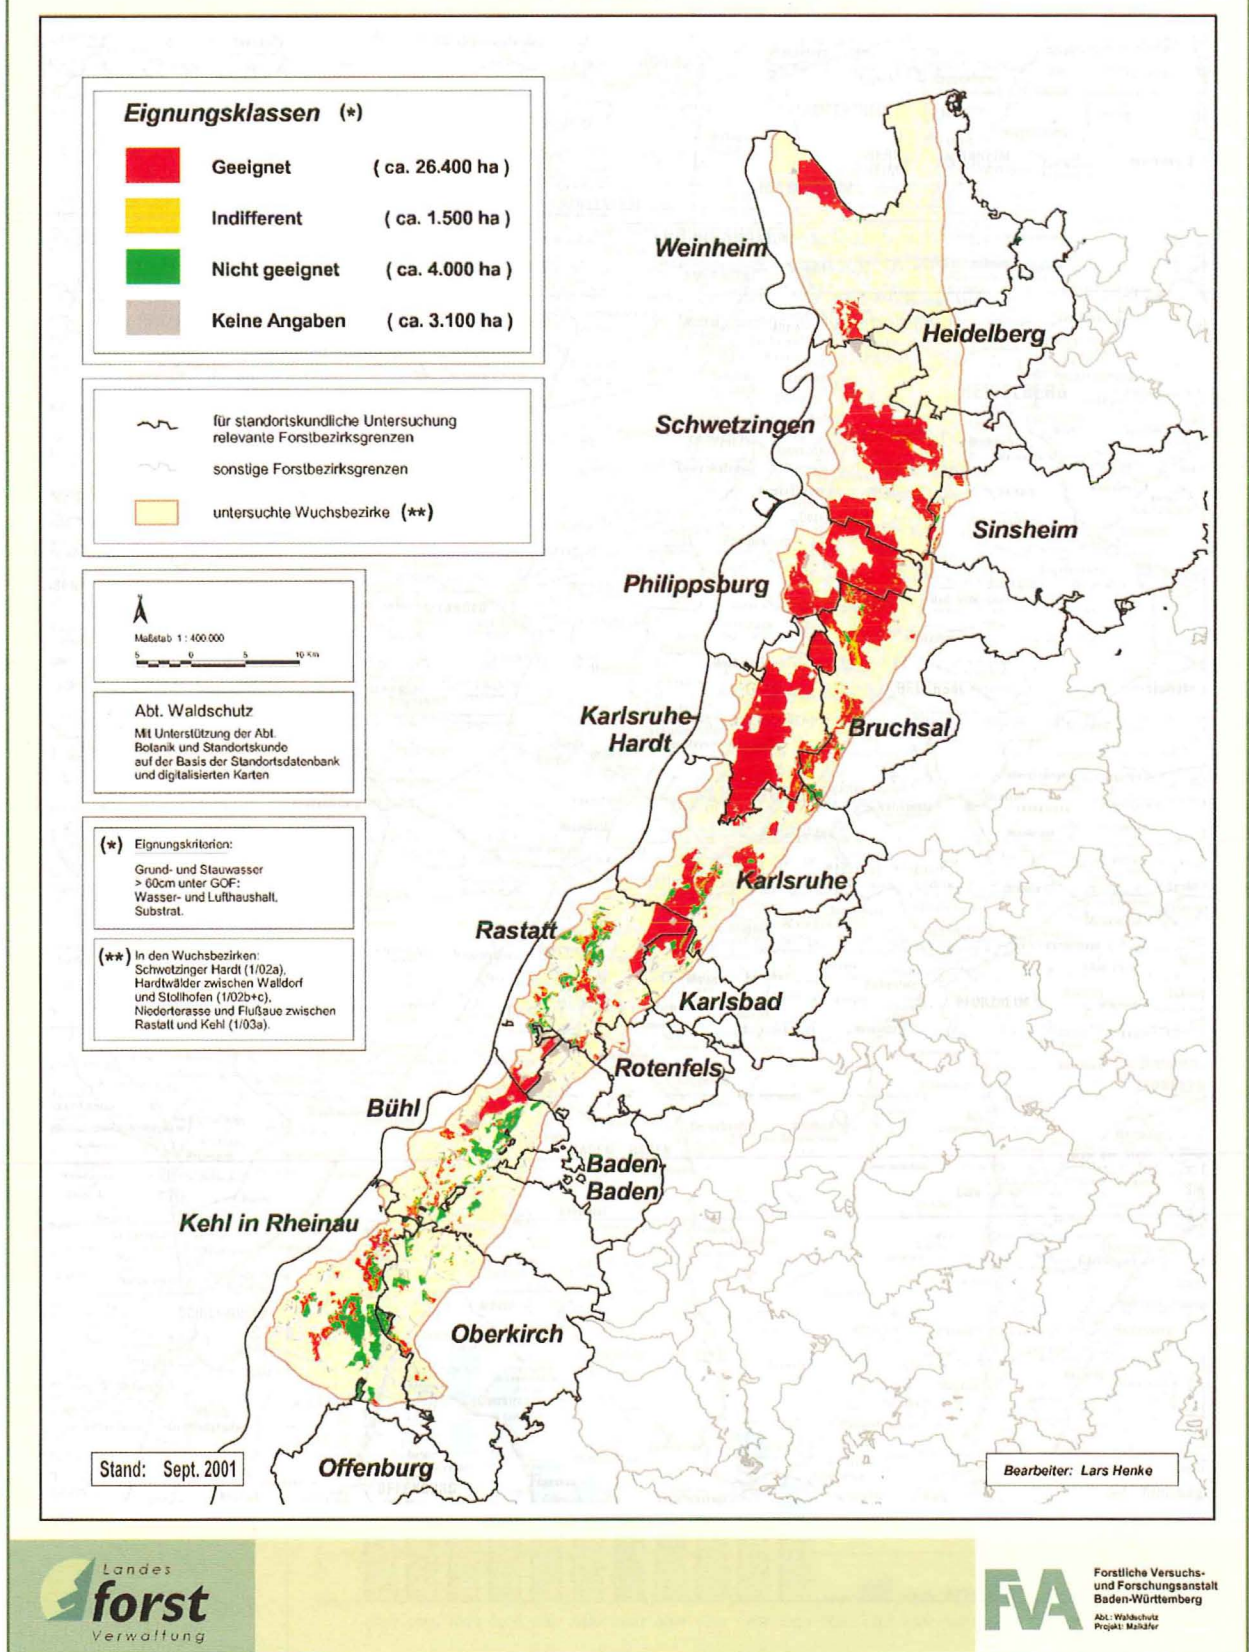 Eignungsklassen (*)
Geeignet ( ca. 26.400 ha )
Indifferent ( ca. 1.500 ha )
Nicht geeignet ( ca. 4.000 ha )
Keine Angaben ( ca. 3.100 ha )
für standortskundliche Untersuchung
relevante Forstbezirksgrenzen
sonstige Forstbezirksgrenzen
untersuchte Wuchsbezirke (**)
Maßstab 1 : 400 000
5 0 5 10 Km
Abt. Waldschutz
Mit Unterstützung der Abt.
Botanik und Standortskunde
auf der Basis der Standortsdatenbank
und digitalisierten Karten
(*) Eignungskriterien:
Grund- und Stauwasser
> 60cm unter GOF:
Wasser- und Lufthaushalt,
Substrat.
(**) In den Wuchsbezirken:
Schwetzinger Hardt (1/02a),
Hardtwälder zwischen Walldorf
und Stollhofen (1/02b+c),
Niederterasse und Flußaue zwischen
Rastatt und Kehl (1/03a).
Weinheim
Heidelberg
Schwetzingen
Sinsheim
Philippsburg
Karlsruhe-
Hardt
Bruchsal
Karlsruhe
Rastatt
Karlsbad
Rotenfels
Bühl
Baden-
Baden
Kehl in Rheinau
Oberkirch
Offenburg
Stand: Sept. 2001
Bearbeiter: Lars Henke
Landes
forst
Verwaltung
FVA
Forstliche Versuchs-
und Forschungsanstalt
Baden-Württemberg
Abt.: Waldschutz
Projekt: Maikäfer